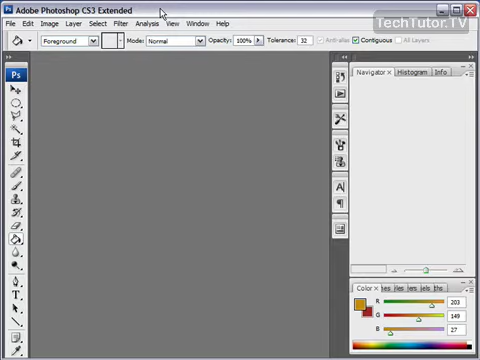 Adobe Photoshop CS3 Extended
TechTutor.TV
File Edit Image Layer Select Filter Analysis View Window Help
Foreground Mode: Normal Opacity: 100% Tolerance: 32 Anti-alias Contiguous All Layers
Ps
Navigator × Histogram Info
Color ×
R 203
G 149
B 27